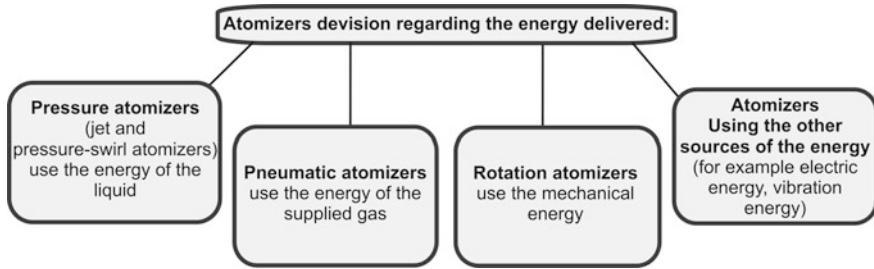 Atomizers devision regarding the energy delivered:
Pressure atomizers
(jet and
pressure-swirl atomizers)
use the energy of the
liquid
Pneumatic atomizers
use the energy of the
supplied gas
Rotation atomizers
use the mechanical
energy
Atomizers
Using the other
sources of the energy
(for example electric
energy, vibration
energy)